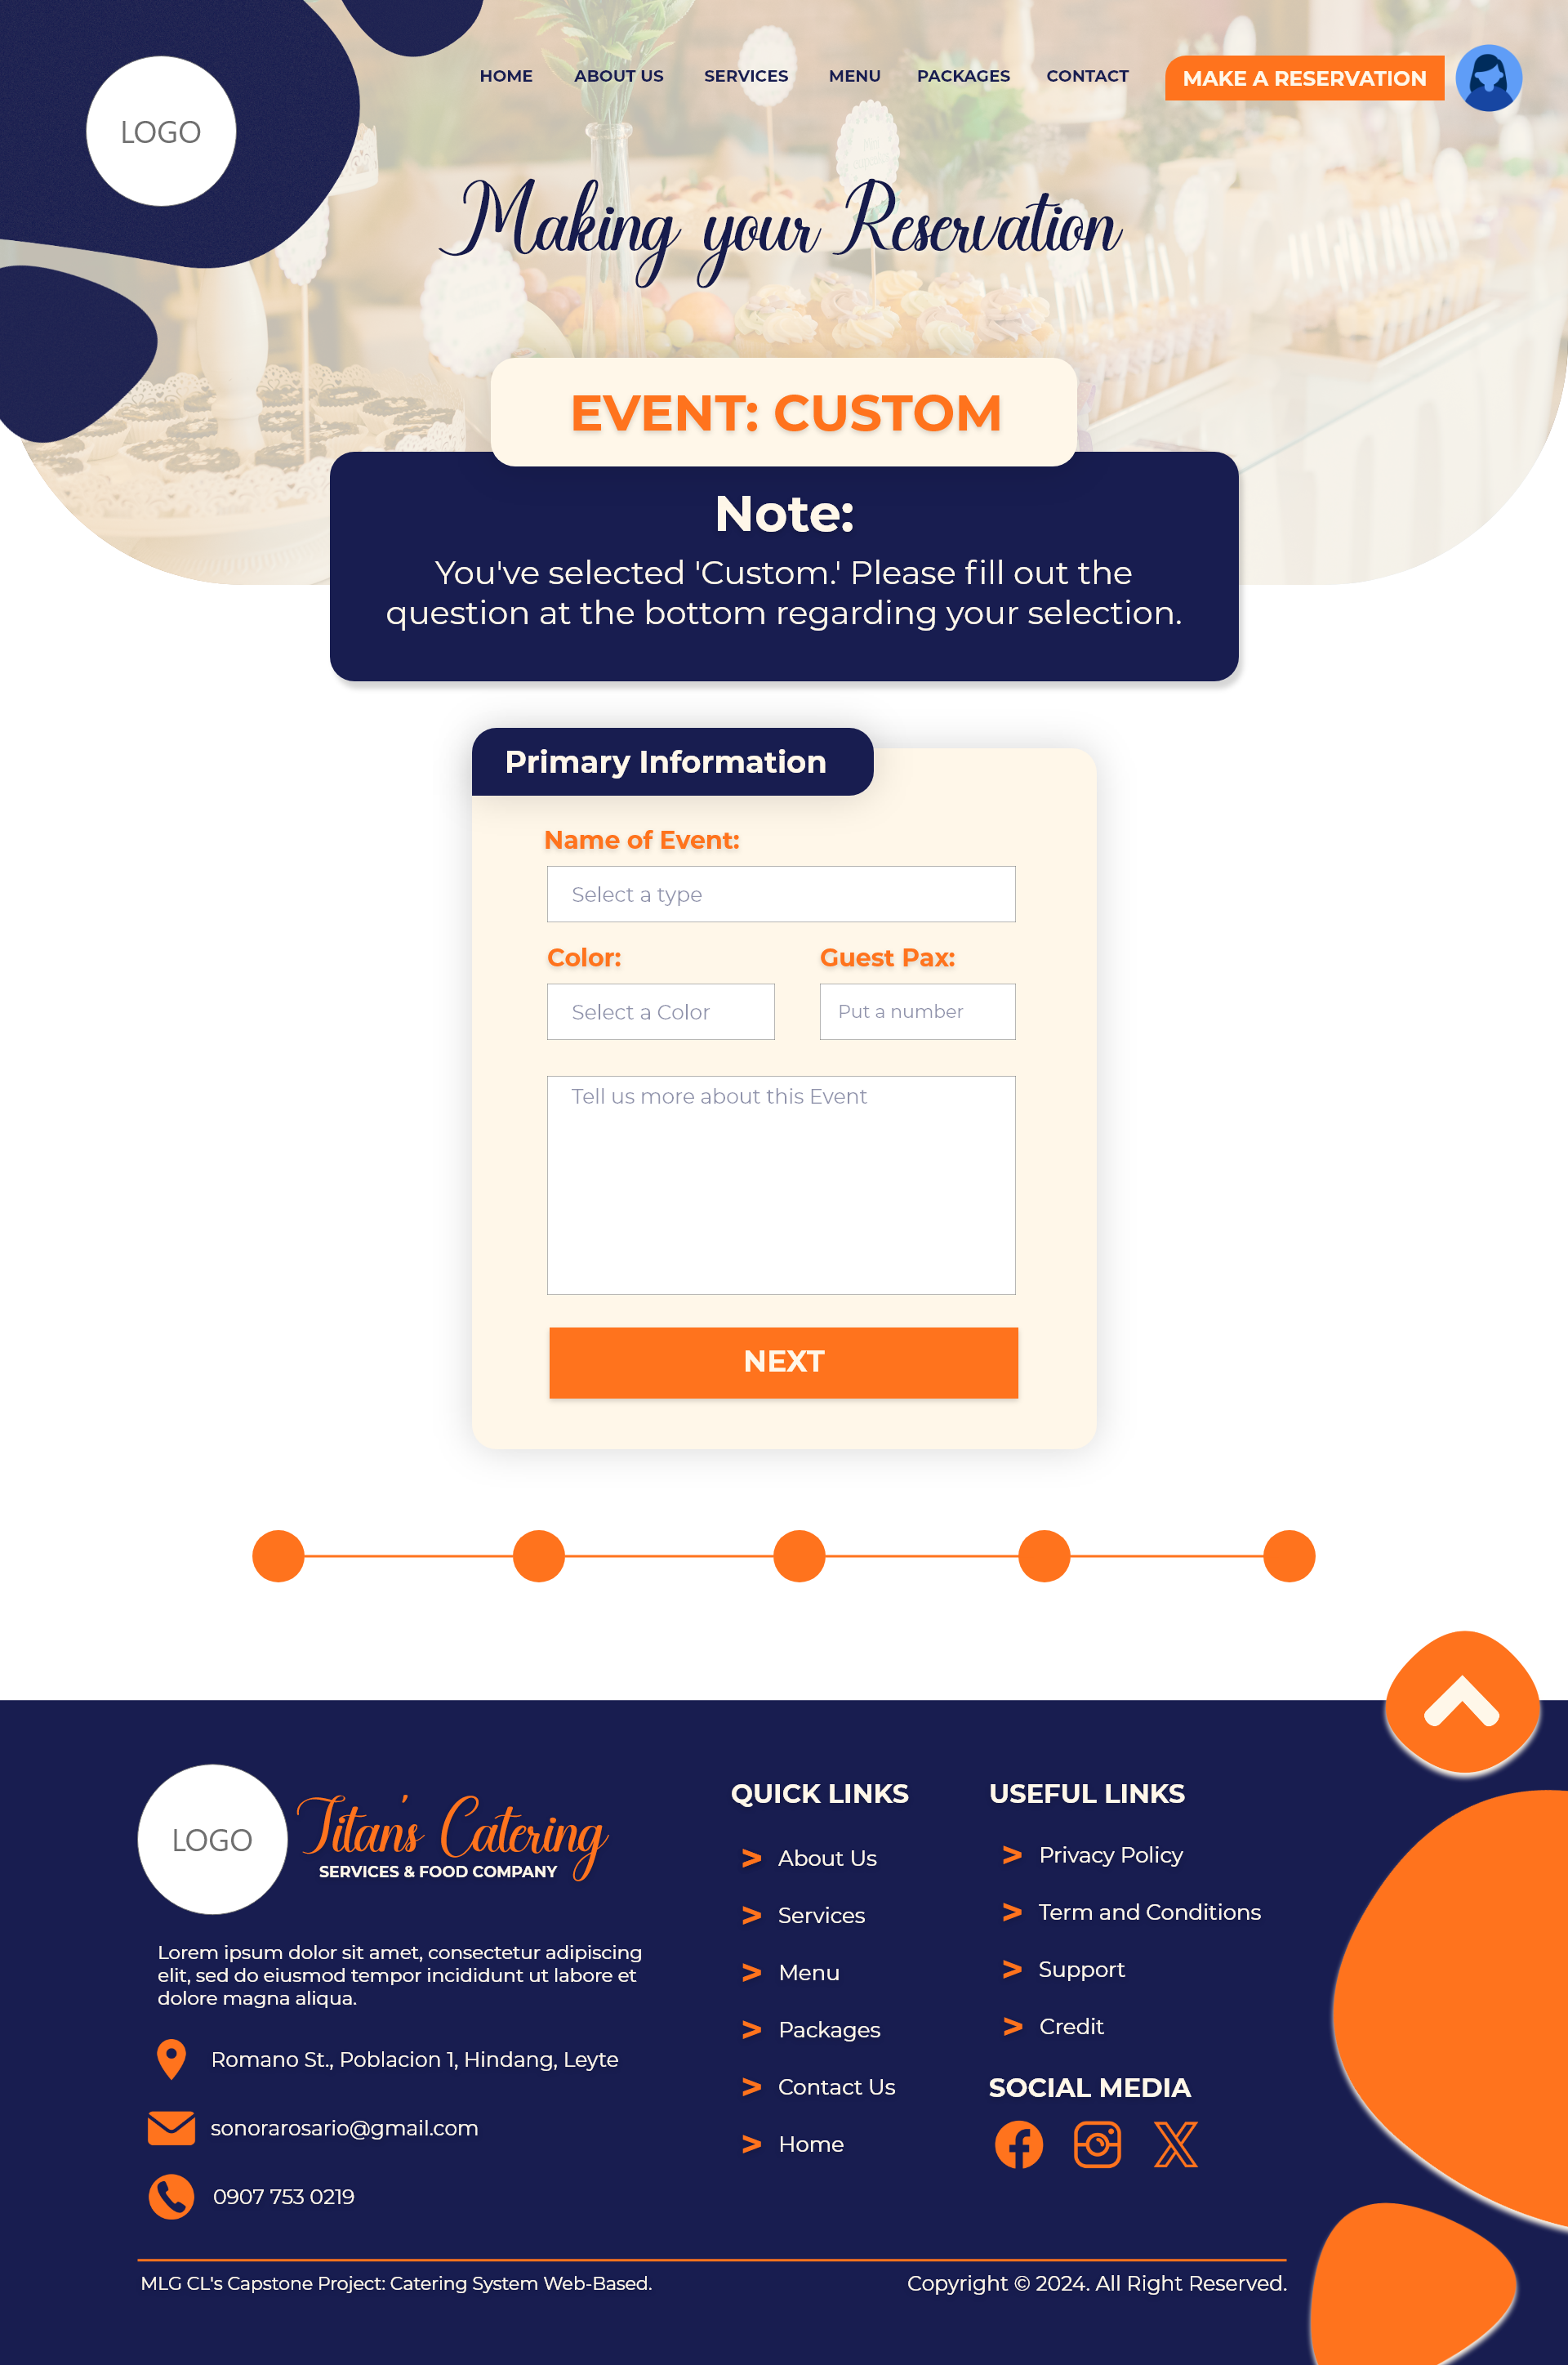 LOGO
HOME ABOUT US SERVICES MENU PACKAGES CONTACT MAKE A RESERVATION
Making your Reservation
EVENT: CUSTOM
Note:
You've selected 'Custom.' Please fill out the
question at the bottom regarding your selection.
Primary Information
Name of Event:
Select a type
Color: Guest Pax:
Select a Color Put a number
Tell us more about this Event
NEXT
LOGO
Titan's Catering
SERVICES & FOOD COMPANY
Lorem ipsum dolor sit amet, consectetur adipiscing
elit, sed do eiusmod tempor incididunt ut labore et
dolore magna aliqua.
Romano St., Poblacion 1, Hindang, Leyte
sonorarosario@gmail.com
0907 753 0219
QUICK LINKS
> About Us
> Services
> Menu
> Packages
> Contact Us
> Home
USEFUL LINKS
> Privacy Policy
> Term and Conditions
> Support
> Credit
SOCIAL MEDIA
MLG CL's Capstone Project: Catering System Web-Based.
Copyright © 2024. All Right Reserved.